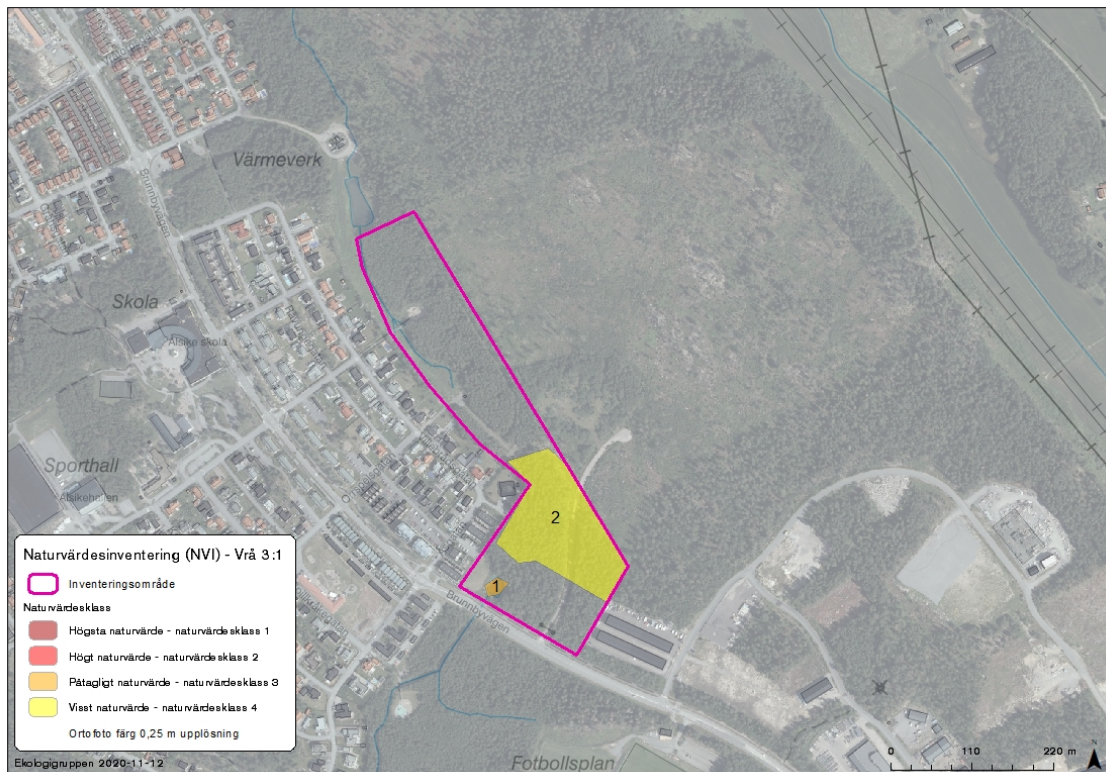 Värmeverk
Brunnbyvägen
Skola
Alsike skola
Sporthall
Alsikehallen
2
1
Brunnbyvägen
Naturvärdesinventering (NVI) - Vrå 3:1
Inventeringsområde
Naturvärdesklass
Högsta naturvärde - naturvärdesklass 1
Högt naturvärde - naturvärdesklass 2
Påtagligt naturvärde - naturvärdesklass 3
Visst naturvärde - naturvärdesklass 4
Ortofoto färg 0,25 m upplösning
Ekologigruppen 2020-11-12
Fotbollsplan
0 110 220 m
N